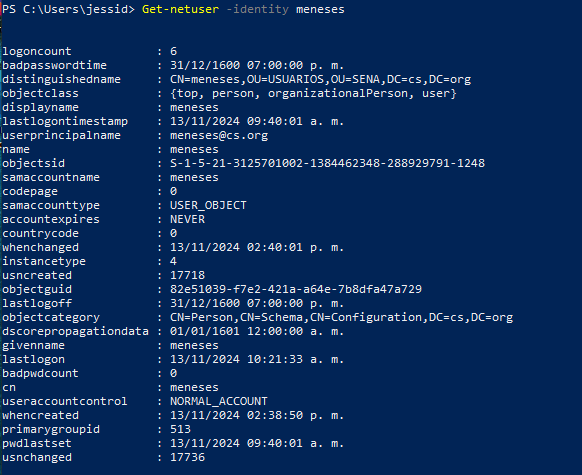 PS C:\Users\jessid> Get-netuser -identity meneses
logoncount : 6
badpasswordtime : 31/12/1600 07:00:00 p. m.
distinguishedname : CN=meneses,OU=USUARIOS,OU=SENA,DC=cs,DC=org
objectclass : {top, person, organizationalPerson, user}
displayname : meneses
lastlogontimestamp : 13/11/2024 09:40:01 a. m.
userprincipalname : meneses@cs.org
name : meneses
objectsid : S-1-5-21-3125701002-1384462348-288929791-1248
samaccountname : meneses
codepage : 0
samaccounttype : USER_OBJECT
accountexpires : NEVER
countrycode : 0
whenchanged : 13/11/2024 02:40:01 p. m.
instancetype : 4
usncreated : 17718
objectguid : 82e51039-f7e2-421a-a64e-7b8dfa47a729
lastlogoff : 31/12/1600 07:00:00 p. m.
objectcategory : CN=Person,CN=Schema,CN=Configuration,DC=cs,DC=org
dscorepropagationdata : 01/01/1601 12:00:00 a. m.
givenname : meneses
lastlogon : 13/11/2024 10:21:33 a. m.
badpwdcount : 0
cn : meneses
useraccountcontrol : NORMAL_ACCOUNT
whencreated : 13/11/2024 02:38:50 p. m.
primarygroupid : 513
pwdlastset : 13/11/2024 09:40:01 a. m.
usnchanged : 17736